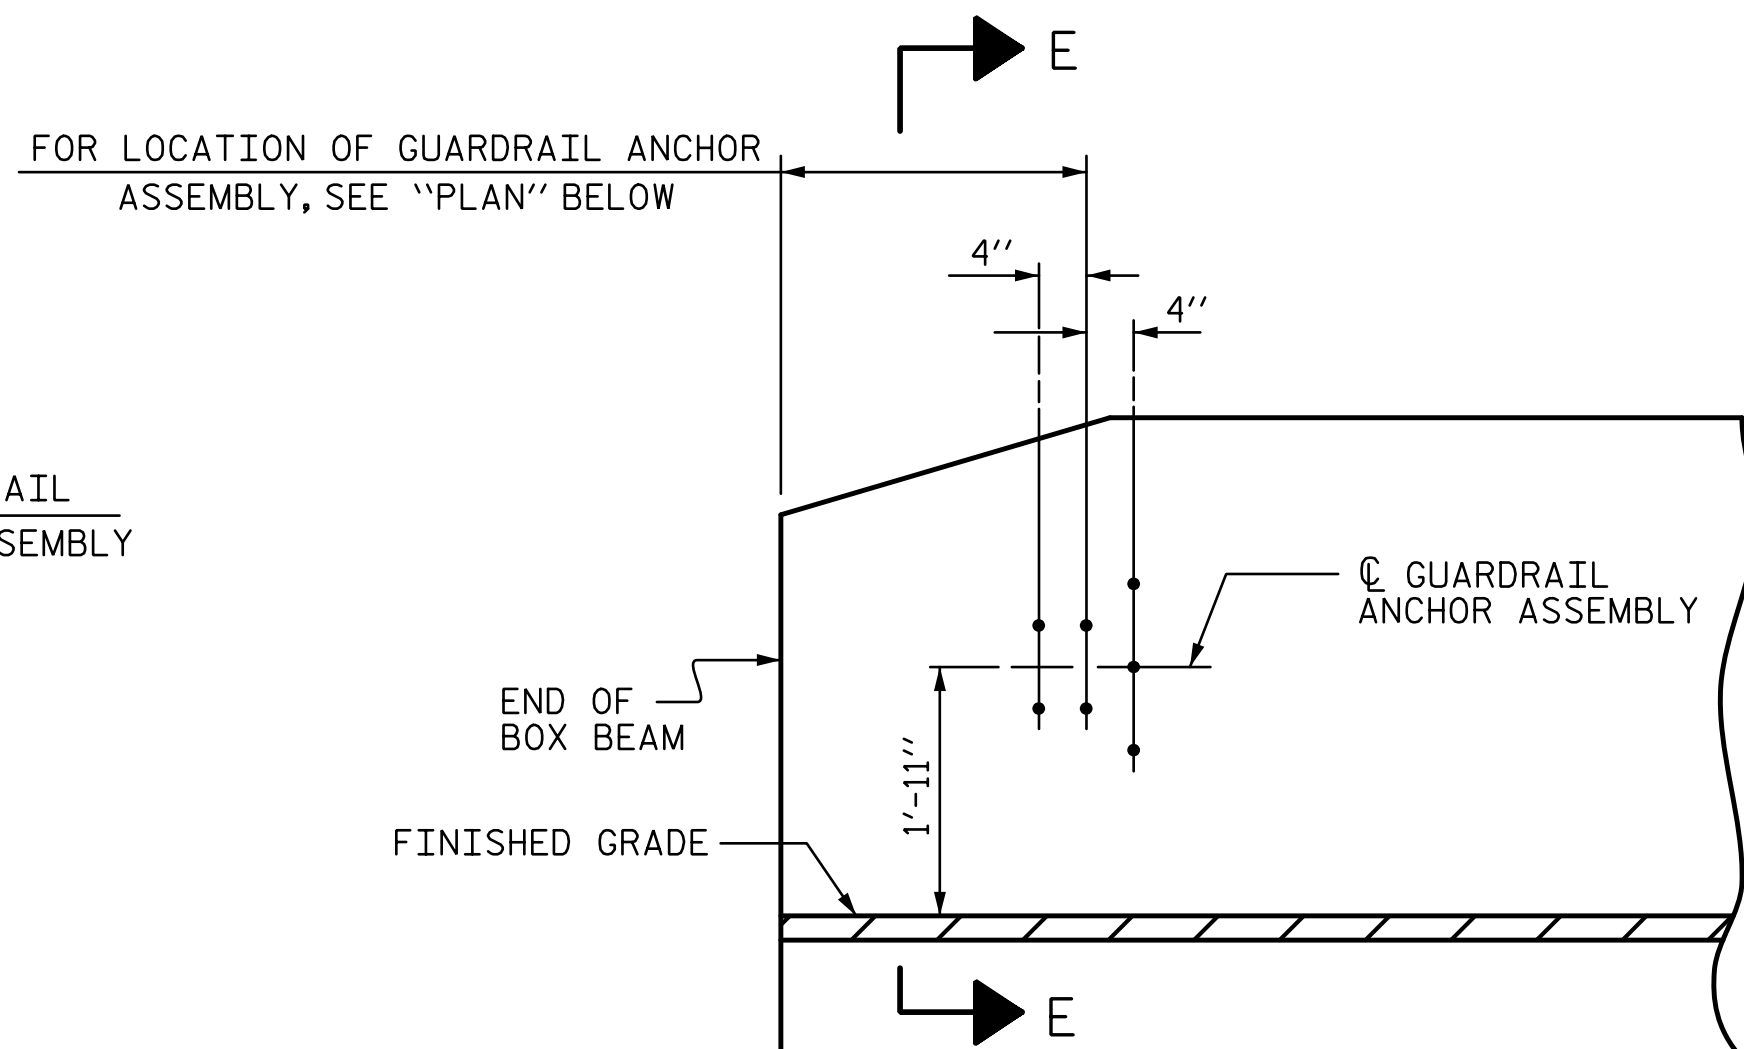 E
FOR LOCATION OF GUARDRAIL ANCHOR
ASSEMBLY, SEE "PLAN" BELOW
4"
4"
AIL
SEMBLY
℄ GUARDRAIL
ANCHOR ASSEMBLY
END OF
BOX BEAM
1'-11"
FINISHED GRADE
E